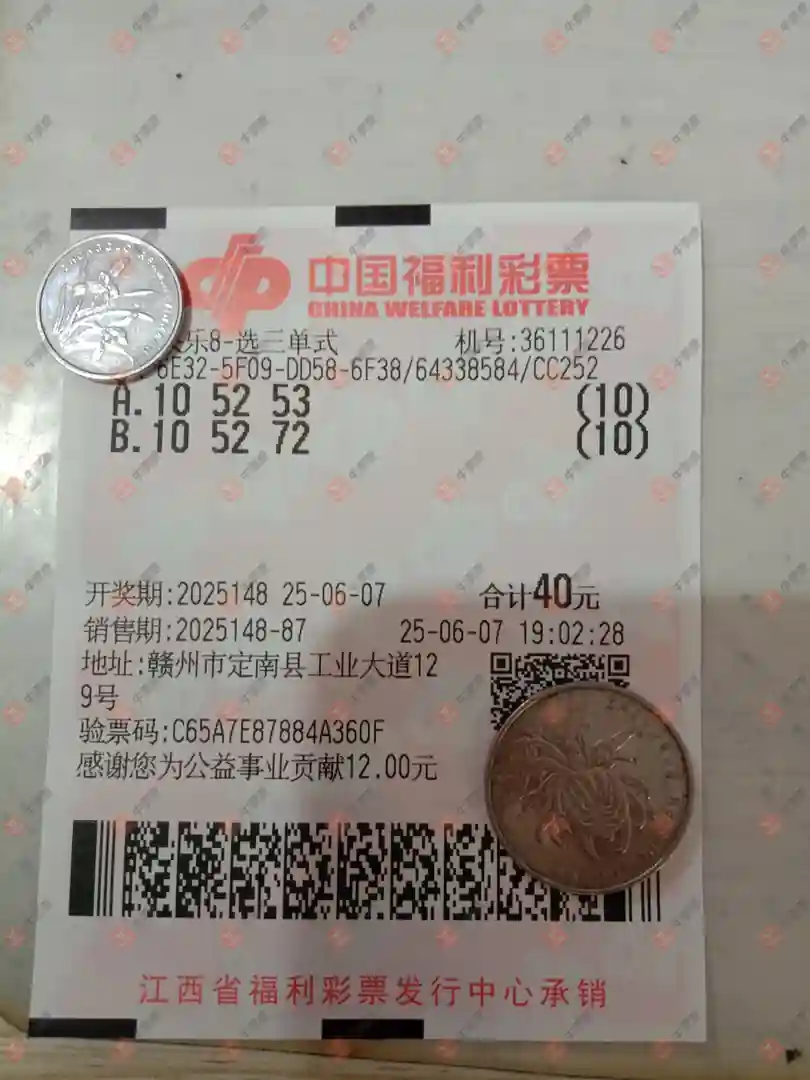 中国福利彩票
CHINA WELFARE LOTTERY
乐8-选三单式 机号:36111226
6E32-5F09-DD58-6F38/64338584/CC252
A.10 52 53 (10)
B.10 52 72 (10)
开奖期:2025148 25-06-07 合计40元
销售期:2025148-87 25-06-07 19:02:28
地址:赣州市定南县工业大道12
9号
验票码:C65A7E87884A360F
感谢您为公益事业贡献12.00元
江西省福利彩票发行中心承销